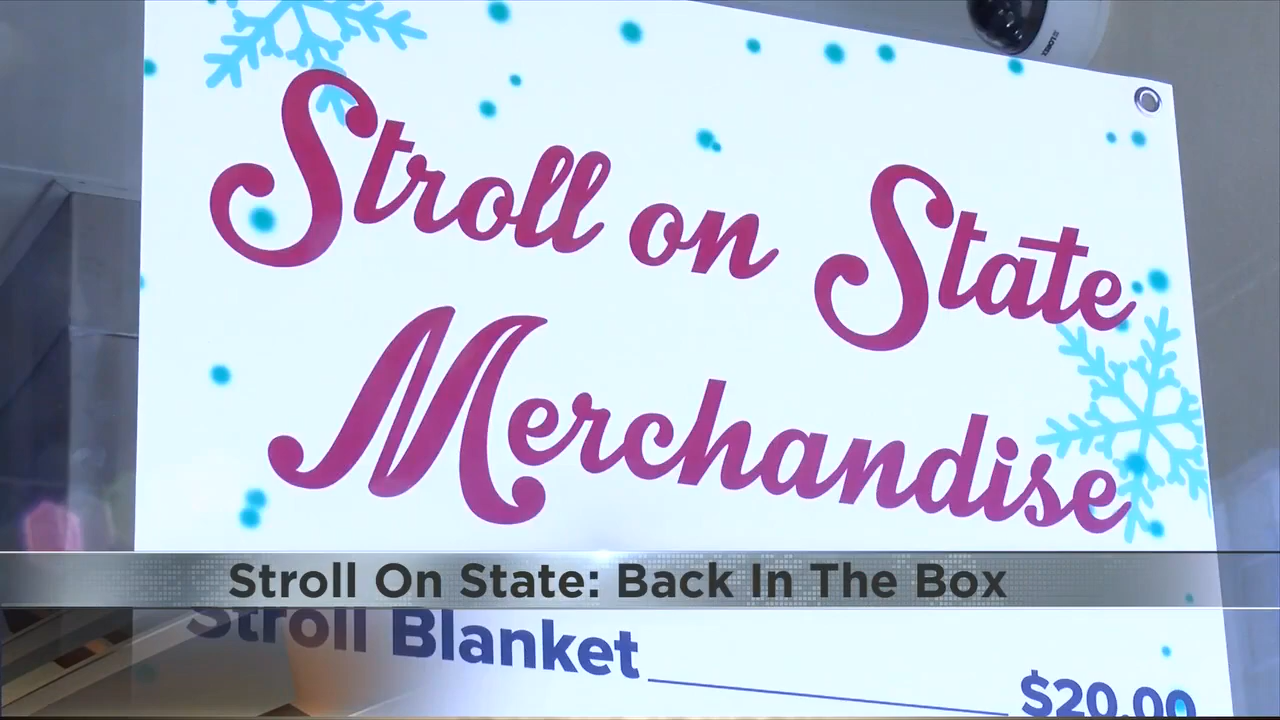 Stroll on State
Merchandise
Stroll On State: Back In The Box
Stroll Blanket $20.00